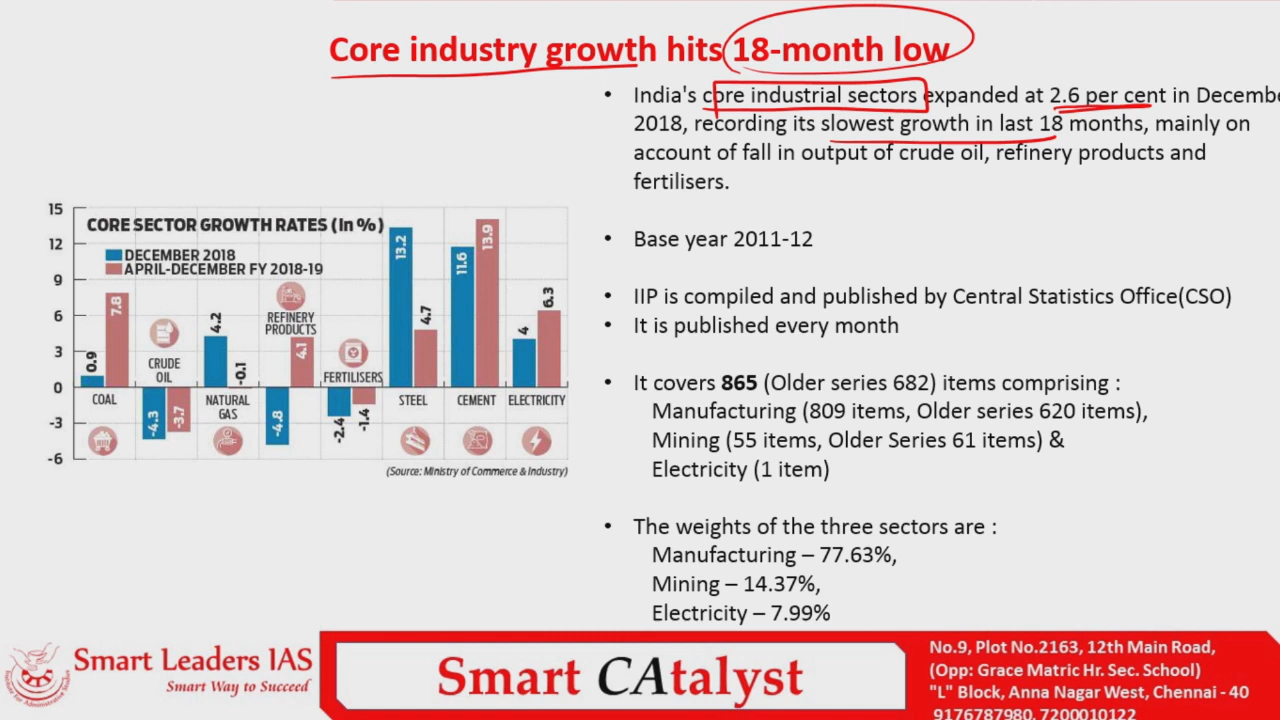 Core industry growth hits 18-month low
• India's core industrial sectors expanded at 2.6 per cent in Decembe
2018, recording its slowest growth in last 18 months, mainly on
account of fall in output of crude oil, refinery products and
fertilisers.
• Base year 2011-12
• IIP is compiled and published by Central Statistics Office(CSO)
• It is published every month
• It covers 865 (Older series 682) items comprising :
Manufacturing (809 items, Older series 620 items),
Mining (55 items, Older Series 61 items) &
Electricity (1 item)
• The weights of the three sectors are :
Manufacturing – 77.63%,
Mining – 14.37%,
Electricity – 7.99%
CORE SECTOR GROWTH RATES (In %)
DECEMBER 2018
APRIL-DECEMBER FY 2018-19
15
12
9
6
3
0
-3
-6
0.9
7.8
COAL
CRUDE
OIL
-4.3
-3.7
4.2
-0.1
NATURAL
GAS
REFINERY
PRODUCTS
4.1
-4.8
FERTILISERS
-2.4
-1.4
13.2
4.7
STEEL
11.6
13.9
CEMENT
4
6.3
ELECTRICITY
(Source: Ministry of Commerce & Industry)
Smart Leaders IAS
Smart Way to Succeed
Smart CAtalyst
No.9, Plot No.2163, 12th Main Road,
(Opp: Grace Matric Hr. Sec. School)
"L" Block, Anna Nagar West, Chennai - 40
9176787980, 7200010122